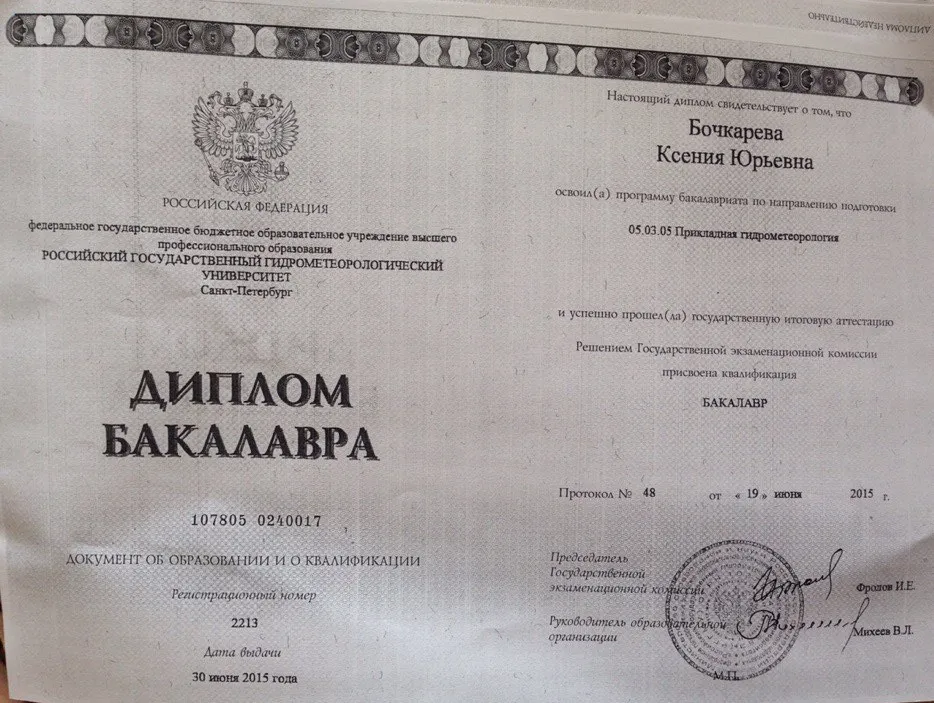 ДИПЛОМА НЕДЕЙСТВИТЕЛЬНО
РОССИЙСКАЯ ФЕДЕРАЦИЯ
федеральное государственное бюджетное образовательное учреждение высшего
профессионального образования
РОССИЙСКИЙ ГОСУДАРСТВЕННЫЙ ГИДРОМЕТЕОРОЛОГИЧЕСКИЙ
УНИВЕРСИТЕТ
Санкт-Петербург
ДИПЛОМ
БАКАЛАВРА
107805 0240017
ДОКУМЕНТ ОБ ОБРАЗОВАНИИ И О КВАЛИФИКАЦИИ
Регистрационный номер
2213
Дата выдачи
30 июня 2015 года
Настоящий диплом свидетельствует о том, что
Бочкарева
Ксения Юрьевна
освоил(а) программу бакалавриата по направлению подготовки
05.03.05 Прикладная гидрометеорология
и успешно прошел(ла) государственную итоговую аттестацию
Решением Государственной экзаменационной комиссии
присвоена квалификация
БАКАЛАВР
Протокол № 48 от « 19 » июня 2015 г.
Председатель
Государственной
экзаменационной комиссии Фролов И.Е.
Руководитель образовательной
организации Михеев В.Л.
М.П.